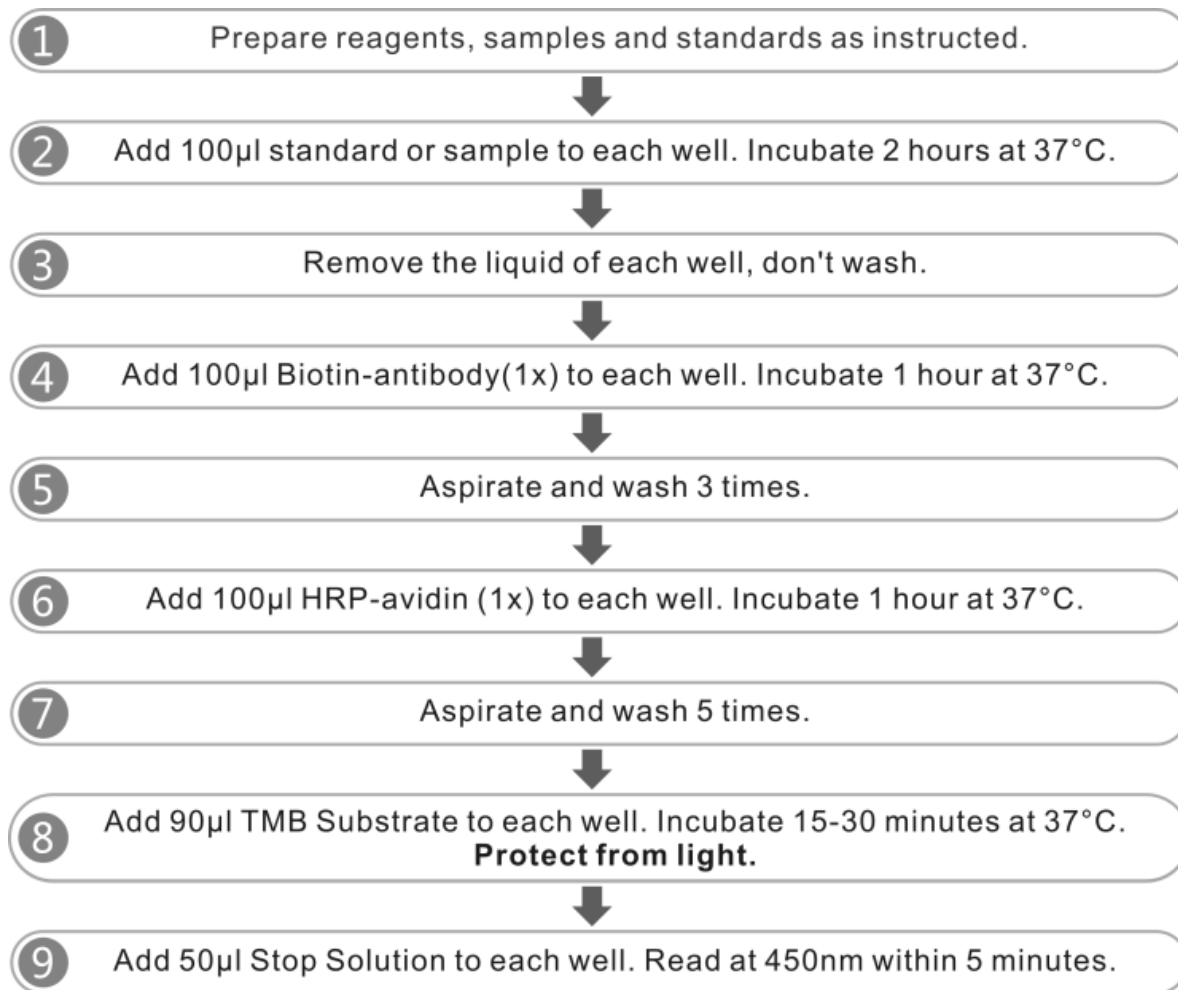 1 Prepare reagents, samples and standards as instructed.
2 Add 100µl standard or sample to each well. Incubate 2 hours at 37°C.
3 Remove the liquid of each well, don't wash.
4 Add 100µl Biotin-antibody(1x) to each well. Incubate 1 hour at 37°C.
5 Aspirate and wash 3 times.
6 Add 100µl HRP-avidin (1x) to each well. Incubate 1 hour at 37°C.
7 Aspirate and wash 5 times.
8 Add 90µl TMB Substrate to each well. Incubate 15-30 minutes at 37°C.
Protect from light.
9 Add 50µl Stop Solution to each well. Read at 450nm within 5 minutes.